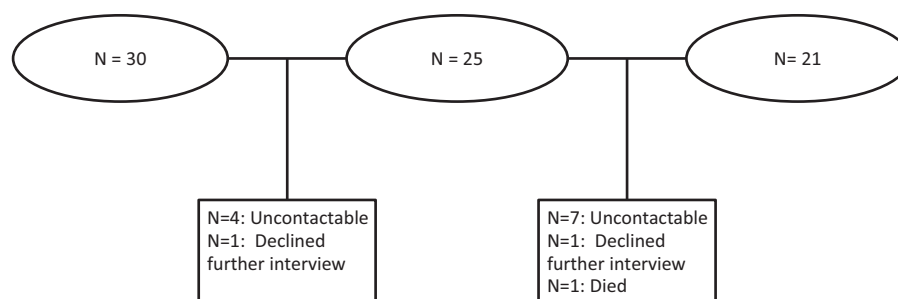 N = 30
N = 25
N= 21
N=4: Uncontactable
N=1:  Declined
further interview
N=7: Uncontactable
N=1:  Declined
further interview
N=1: Died